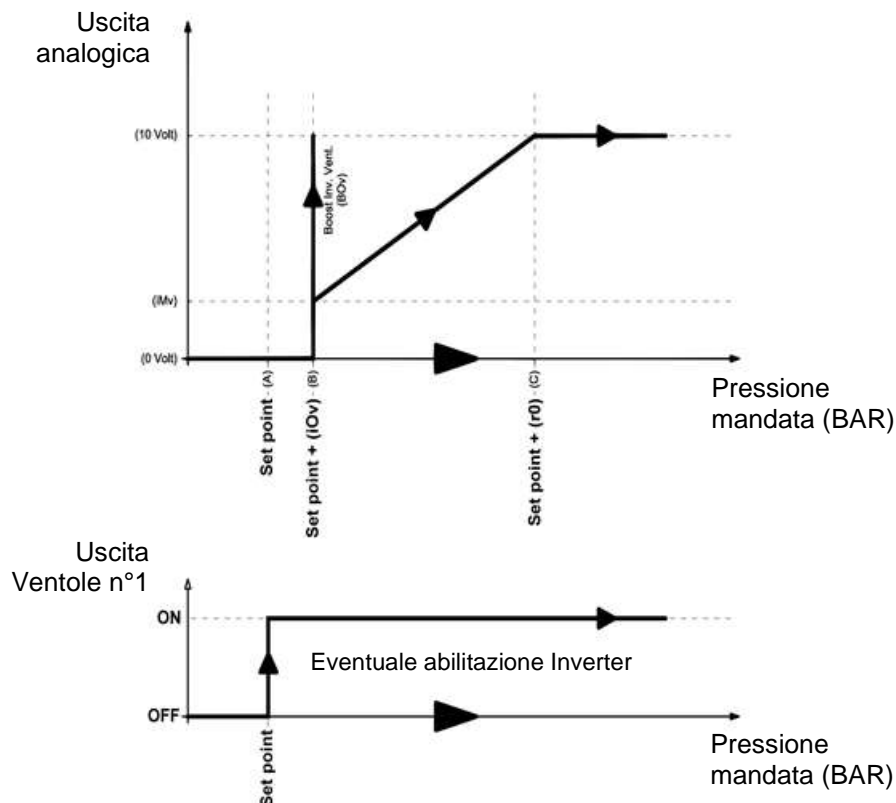 Uscita
analogica
(10 Volt)
Boost Inv. Vent.
(BOv)
(iMv)
(0 Volt)
Set point - (A)
Set point + (iOv) - (B)
Set point + (r0) - (C)
Pressione
mandata (BAR)
Uscita
Ventole n°1
ON
Eventuale abilitazione Inverter
OFF
Set point
Pressione
mandata (BAR)